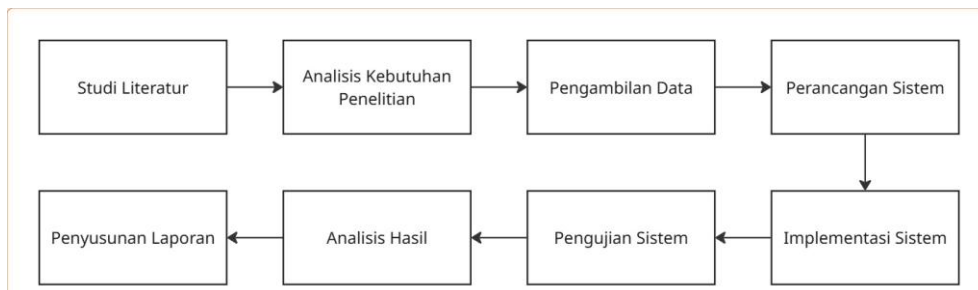 Studi Literatur
Analisis Kebutuhan
Penelitian
Pengambilan Data
Perancangan Sistem
Implementasi Sistem
Pengujian Sistem
Analisis Hasil
Penyusunan Laporan